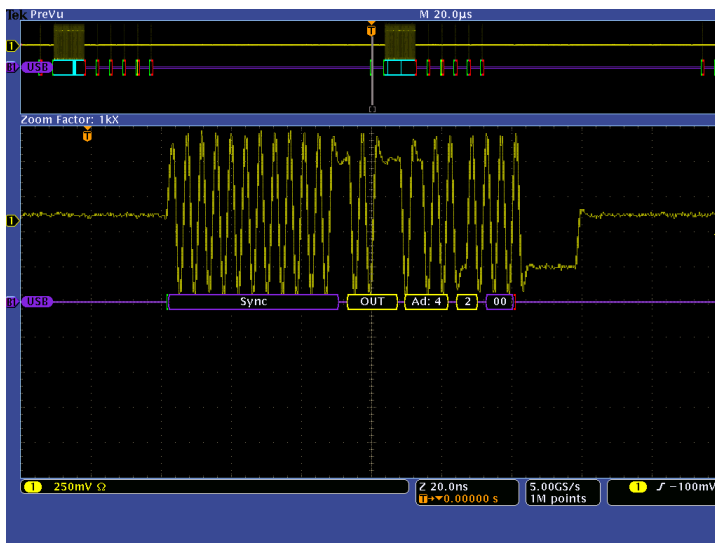 Tek PreVu M 20.0µs
T
1
B1 USB
Zoom Factor: 1kX
T
1
B1 USB Sync OUT Ad: 4 2 00
1 250mV Ω Z 20.0ns 5.00GS/s 1 -100mV
T→▼0.00000 s 1M points